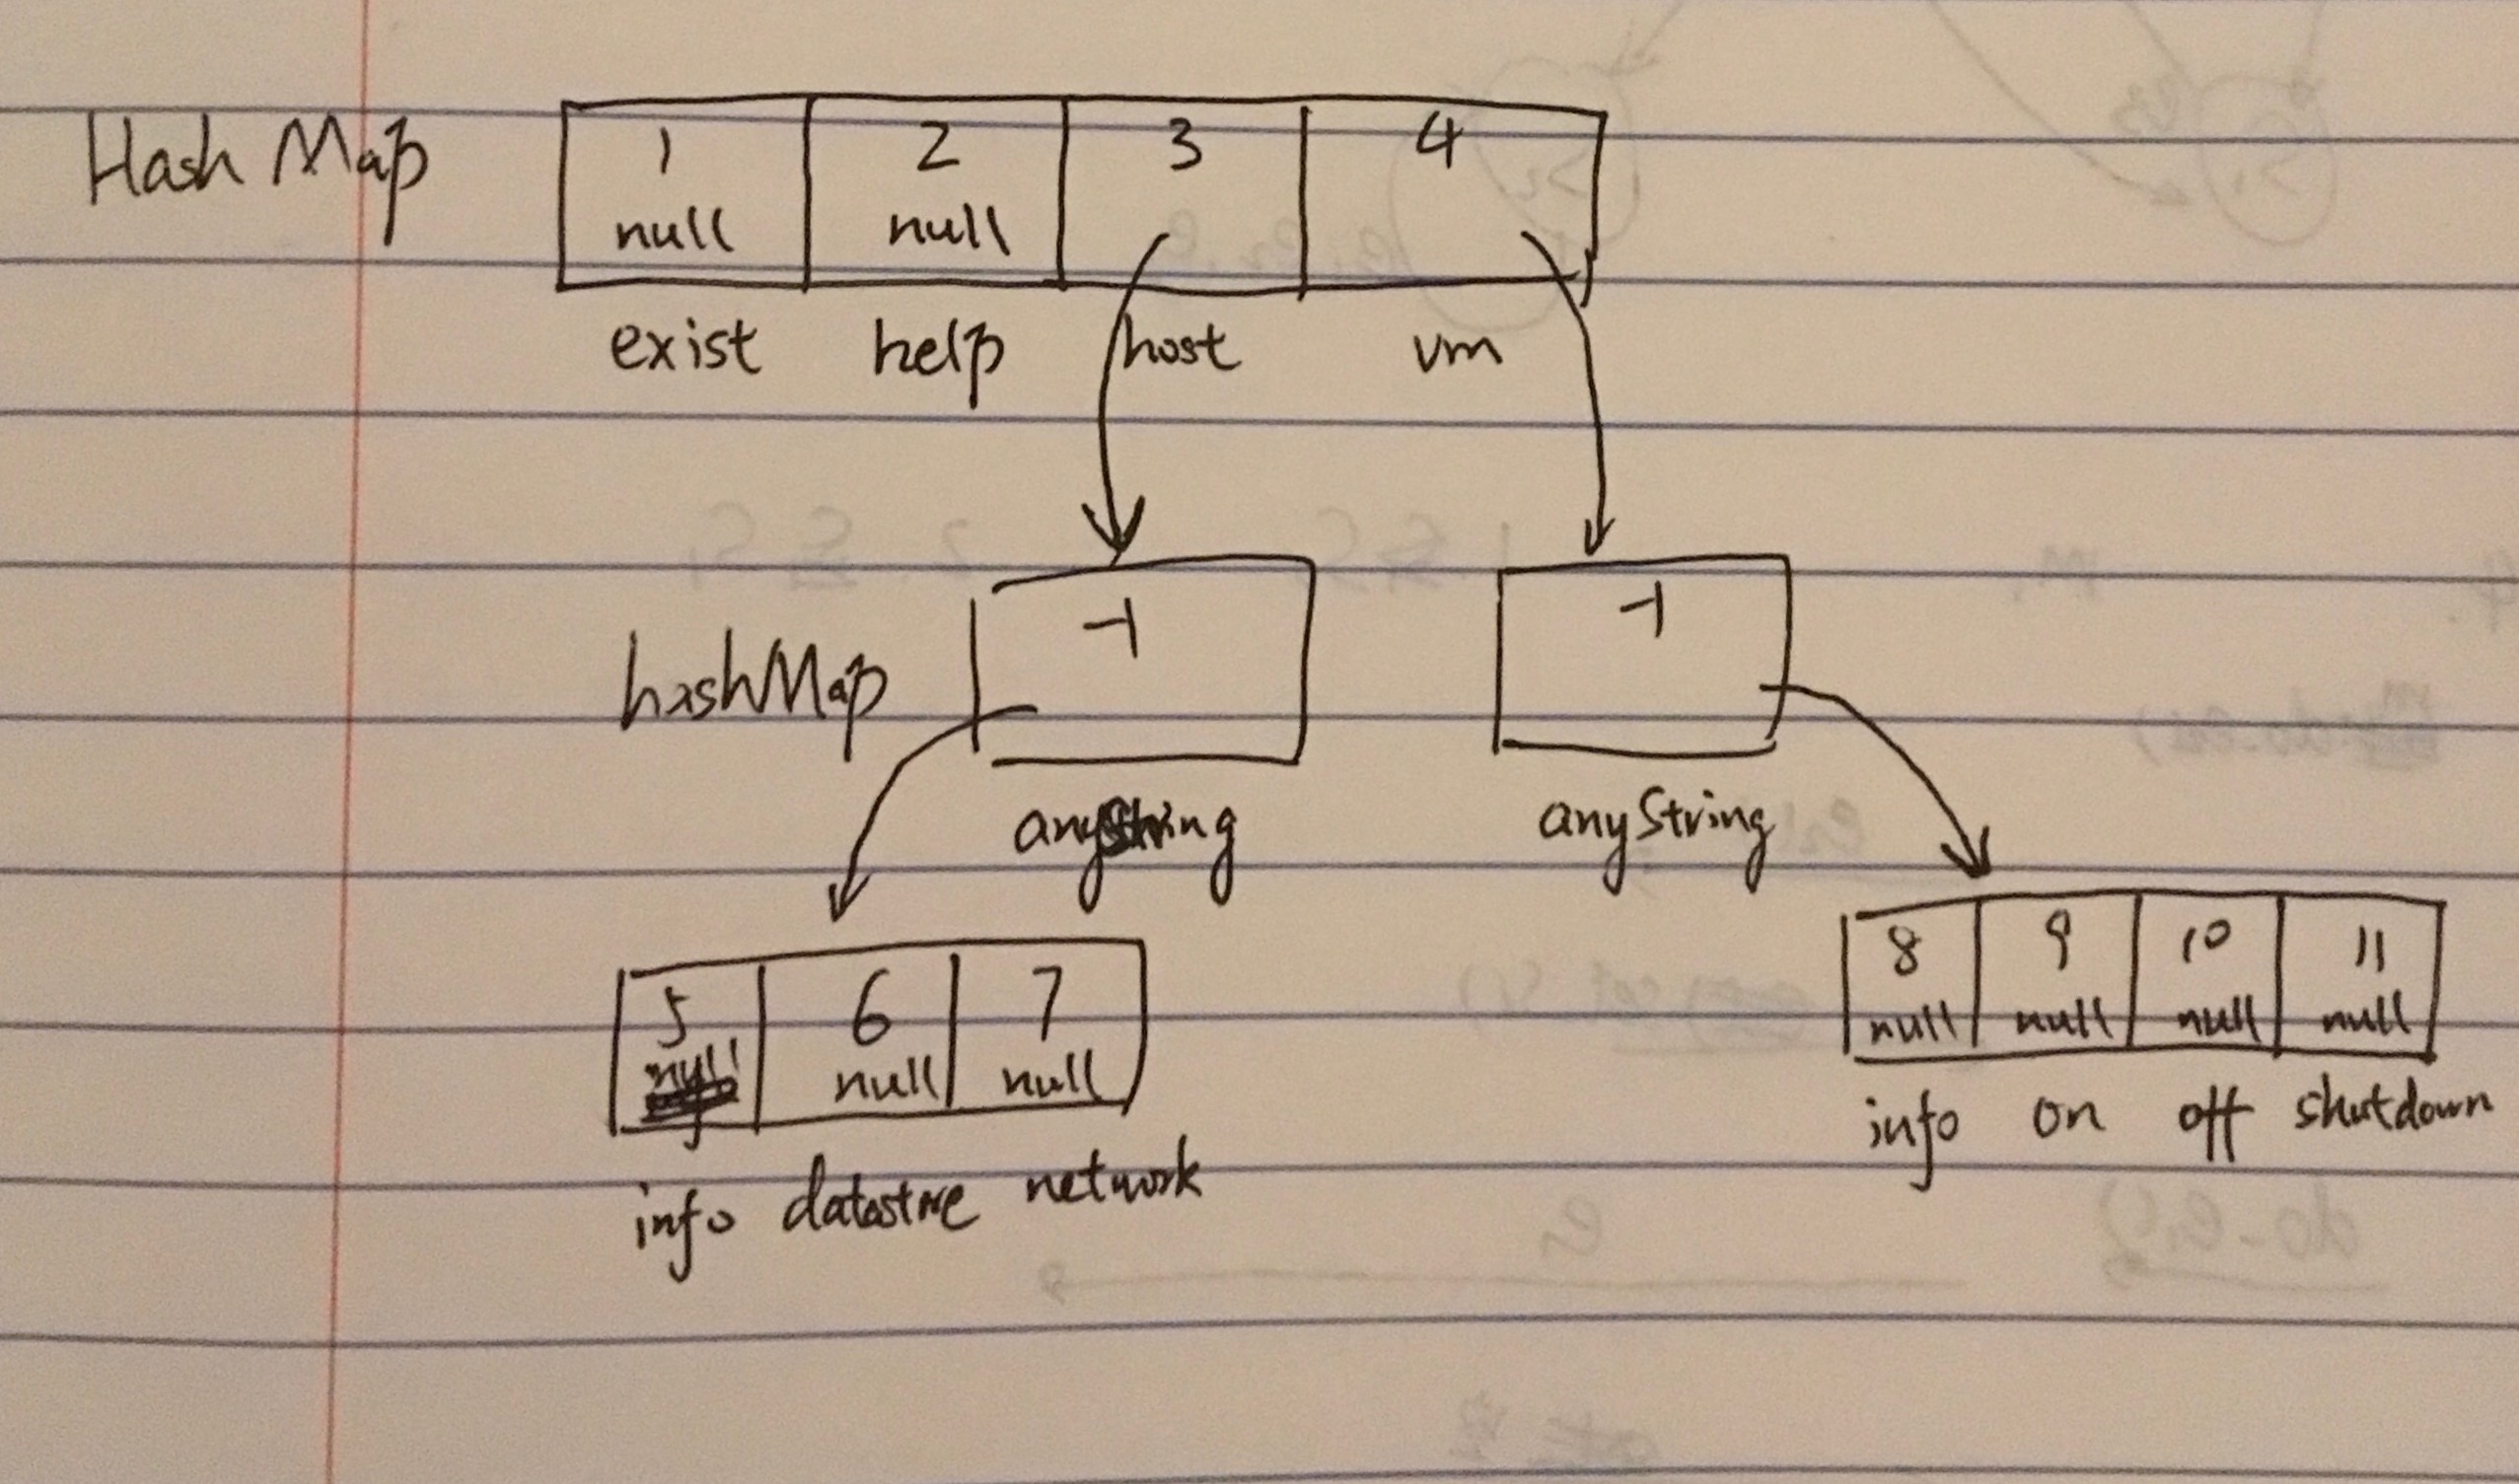 Hash Map 1 2 3 4
null null
exist help host vm
-1 -1
hashMap
anyString anyString
8 9 10 11
5 6 7
null null null null
null null null
info on off shutdown
info datastore network